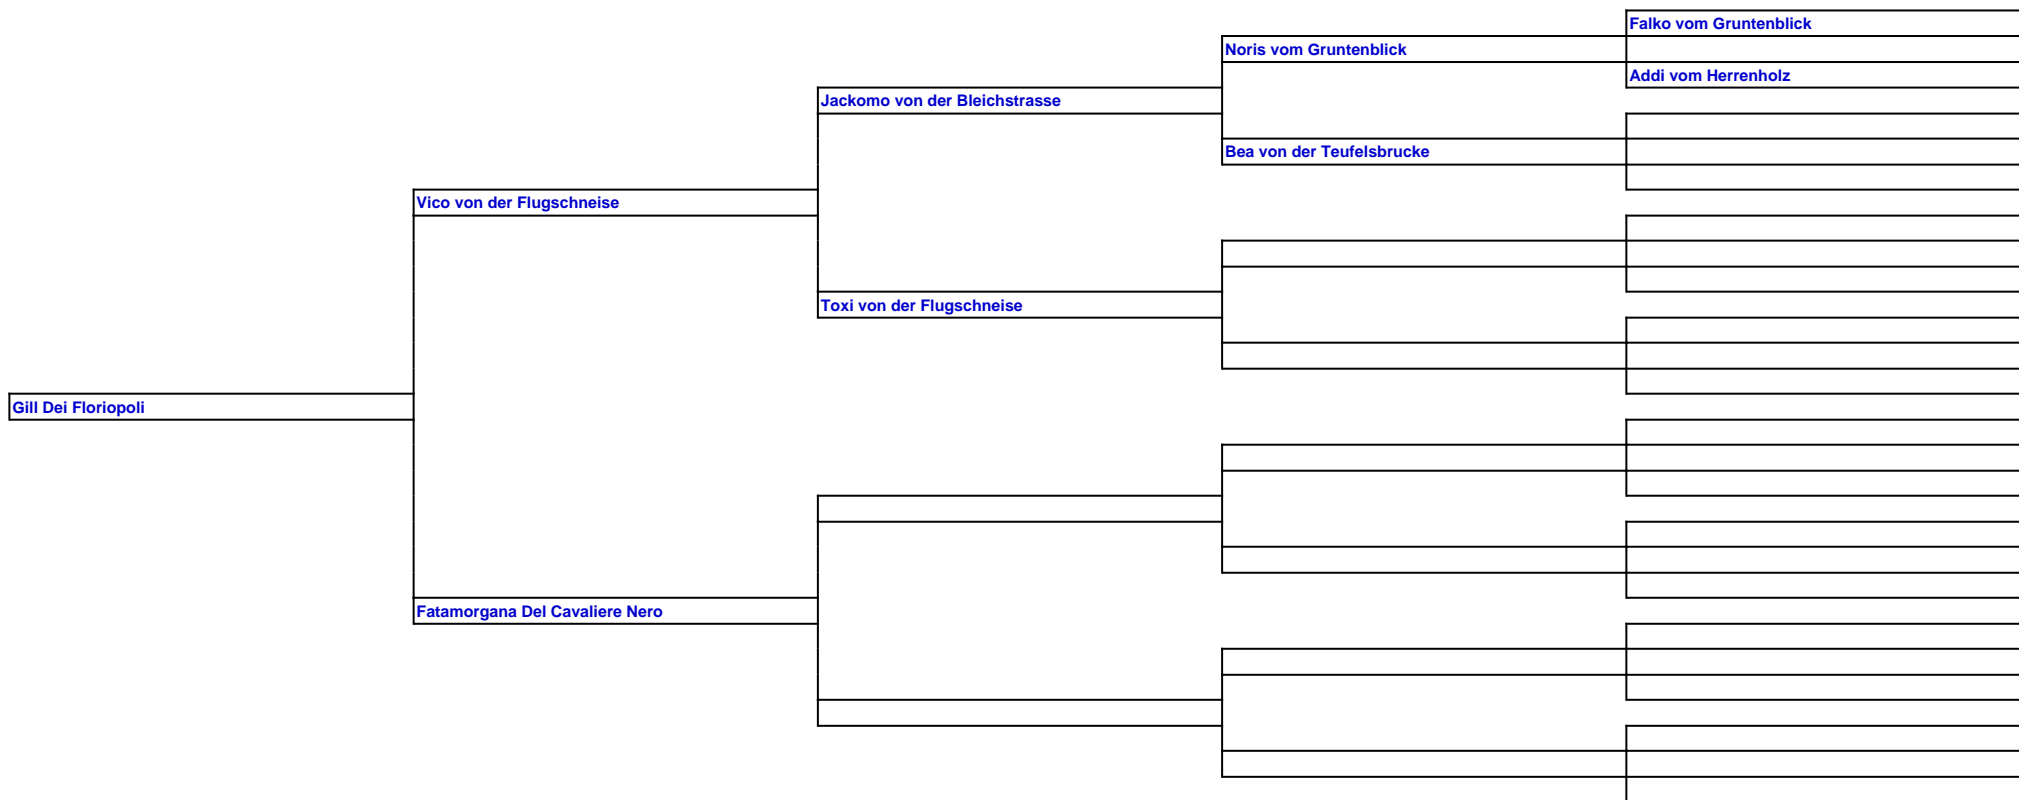 Falko vom Gruntenblick
Noris vom Gruntenblick
Addi vom Herrenholz
Jackomo von der Bleichstrasse
Bea von der Teufelsbrucke
Vico von der Flugschneise
Toxi von der Flugschneise
Gill Dei Floriopoli
Fatamorgana Del Cavaliere Nero